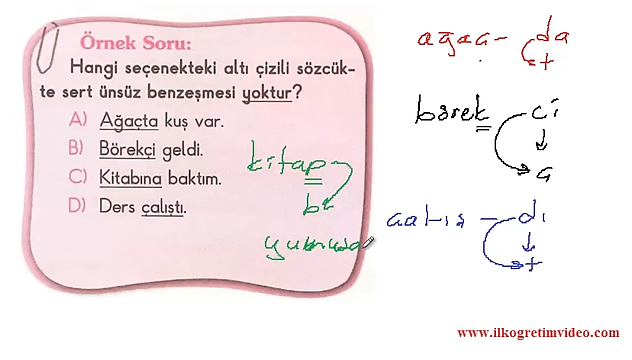 Örnek Soru:
Hangi seçenekteki altı çizili sözcük-
te sert ünsüz benzeşmesi yoktur?
A) Ağaçta kuş var.
B) Börekçi geldi.
C) Kitabına baktım.
D) Ders çalıştı.
kitap
b
yumuşa
ağaç - da
t
börek - ci
ç
çalış - dı
t
www.ilkogretimvideo.com